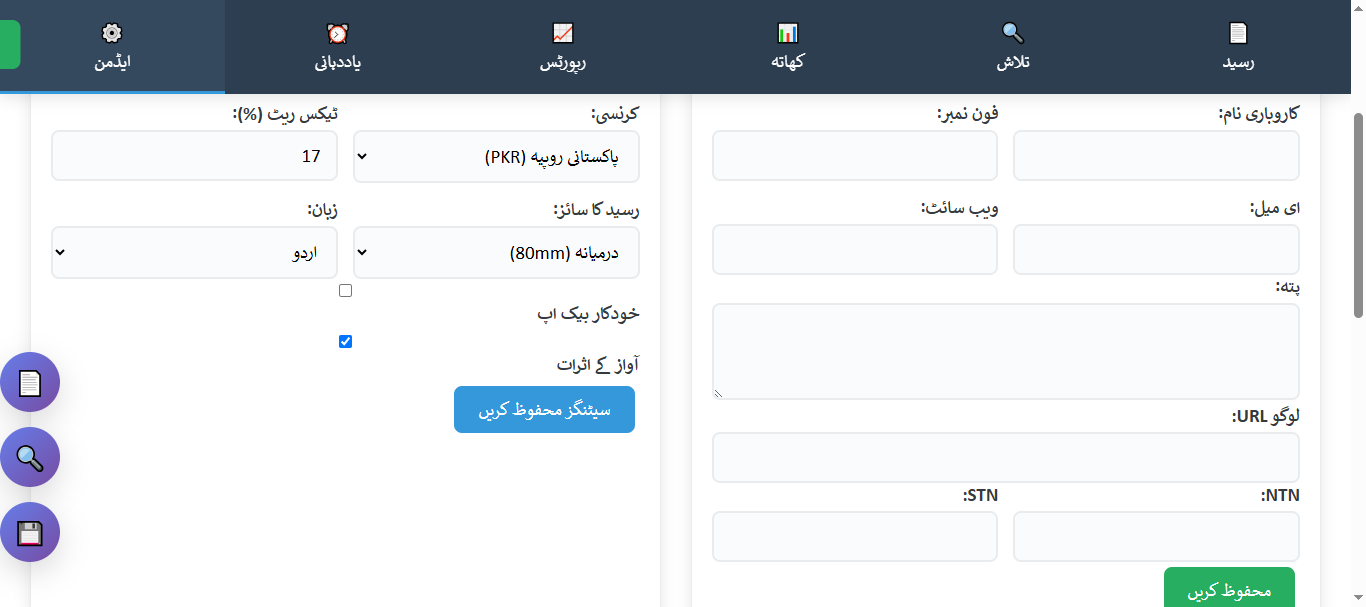 رسید
تلاش
کھاتہ
رپورٹس
یاددہانی
ایڈمن
کاروباری نام:
فون نمبر:
ای میل:
ویب سائٹ:
پتہ:
لوگو URL:
NTN:
STN:
محفوظ کریں
کرنسی:
ٹیکس ریٹ (%):
پاکستانی روپیہ (PKR)
17
رسید کا سائز:
زبان:
درمیانہ (80mm)
اردو
خودکار بیک اپ
آواز کے اثرات
سیٹنگز محفوظ کریں